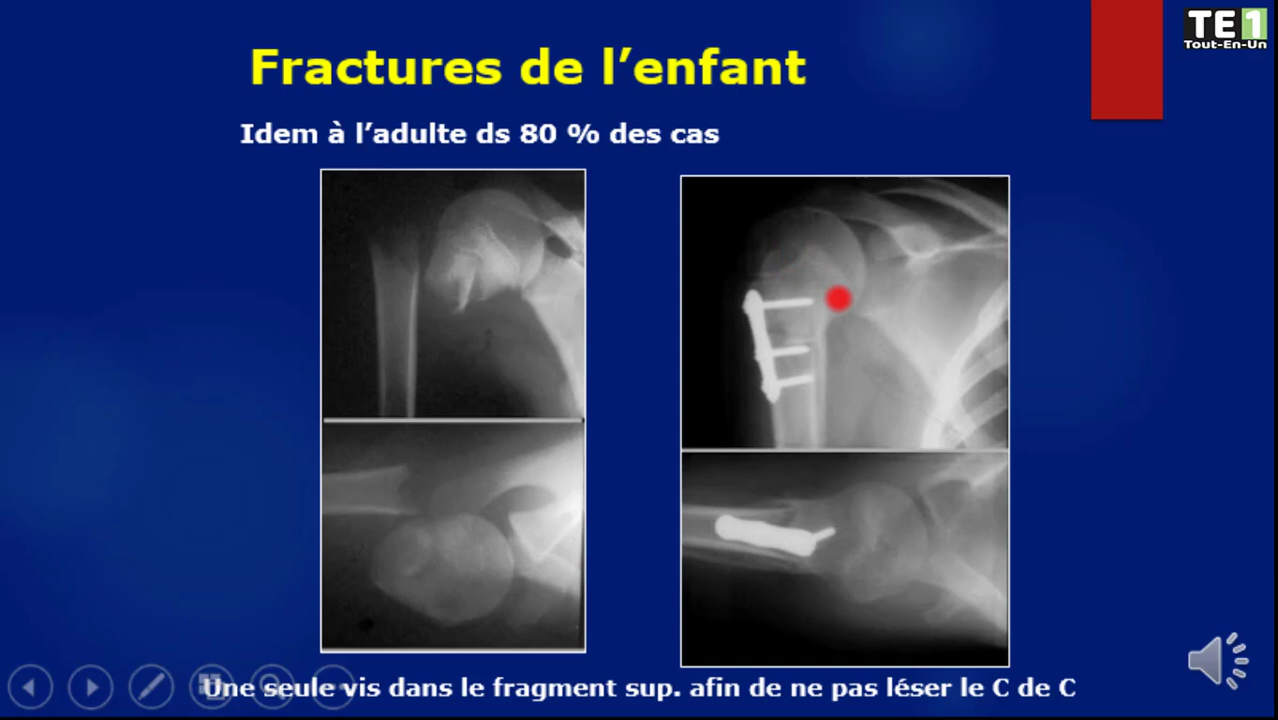 TE1
Tout-En-Un
Fractures de l’enfant
Idem à l’adulte ds 80 % des cas
Une seule vis dans le fragment sup. afin de ne pas léser le C de C